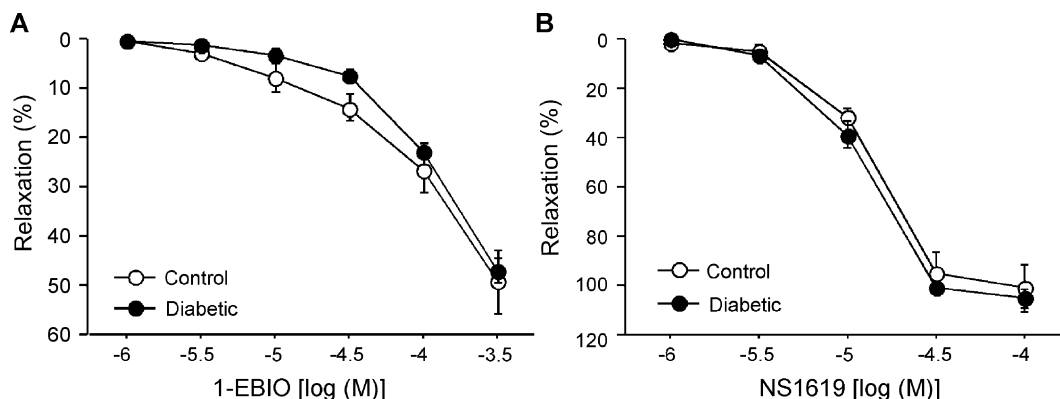 A
0
10
20
30
40
50
60
Relaxation (%)
Control
Diabetic
-6 -5.5 -5 -4.5 -4 -3.5
1-EBIO [log (M)]
B
0
20
40
60
80
100
120
Relaxation (%)
Control
Diabetic
-6 -5.5 -5 -4.5 -4
NS1619 [log (M)]